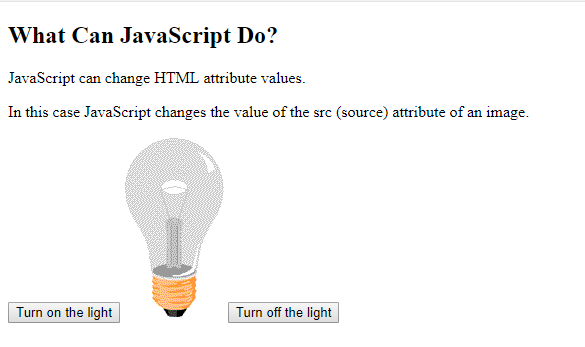 What Can JavaScript Do?
JavaScript can change HTML attribute values.
In this case JavaScript changes the value of the src (source) attribute of an image.
Turn on the light Turn off the light